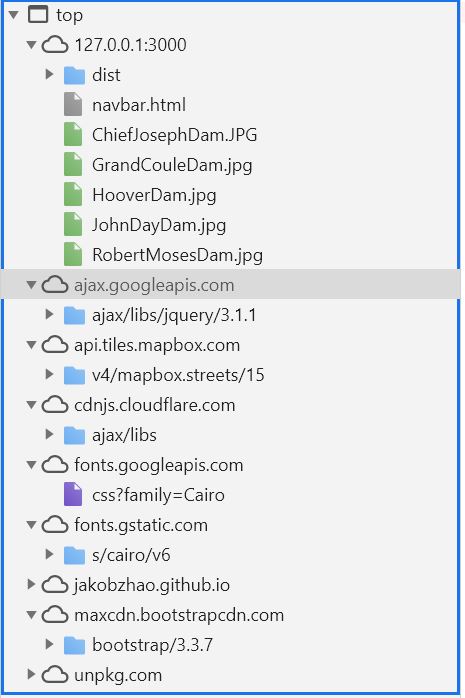 top
127.0.0.1:3000
dist
navbar.html
ChiefJosephDam.JPG
GrandCouleDam.jpg
HooverDam.jpg
JohnDayDam.jpg
RobertMosesDam.jpg
ajax.googleapis.com
ajax/libs/jquery/3.1.1
api.tiles.mapbox.com
v4/mapbox.streets/15
cdnjs.cloudflare.com
ajax/libs
fonts.googleapis.com
css?family=Cairo
fonts.gstatic.com
s/cairo/v6
jakobzhao.github.io
maxcdn.bootstrapcdn.com
bootstrap/3.3.7
unpkg.com